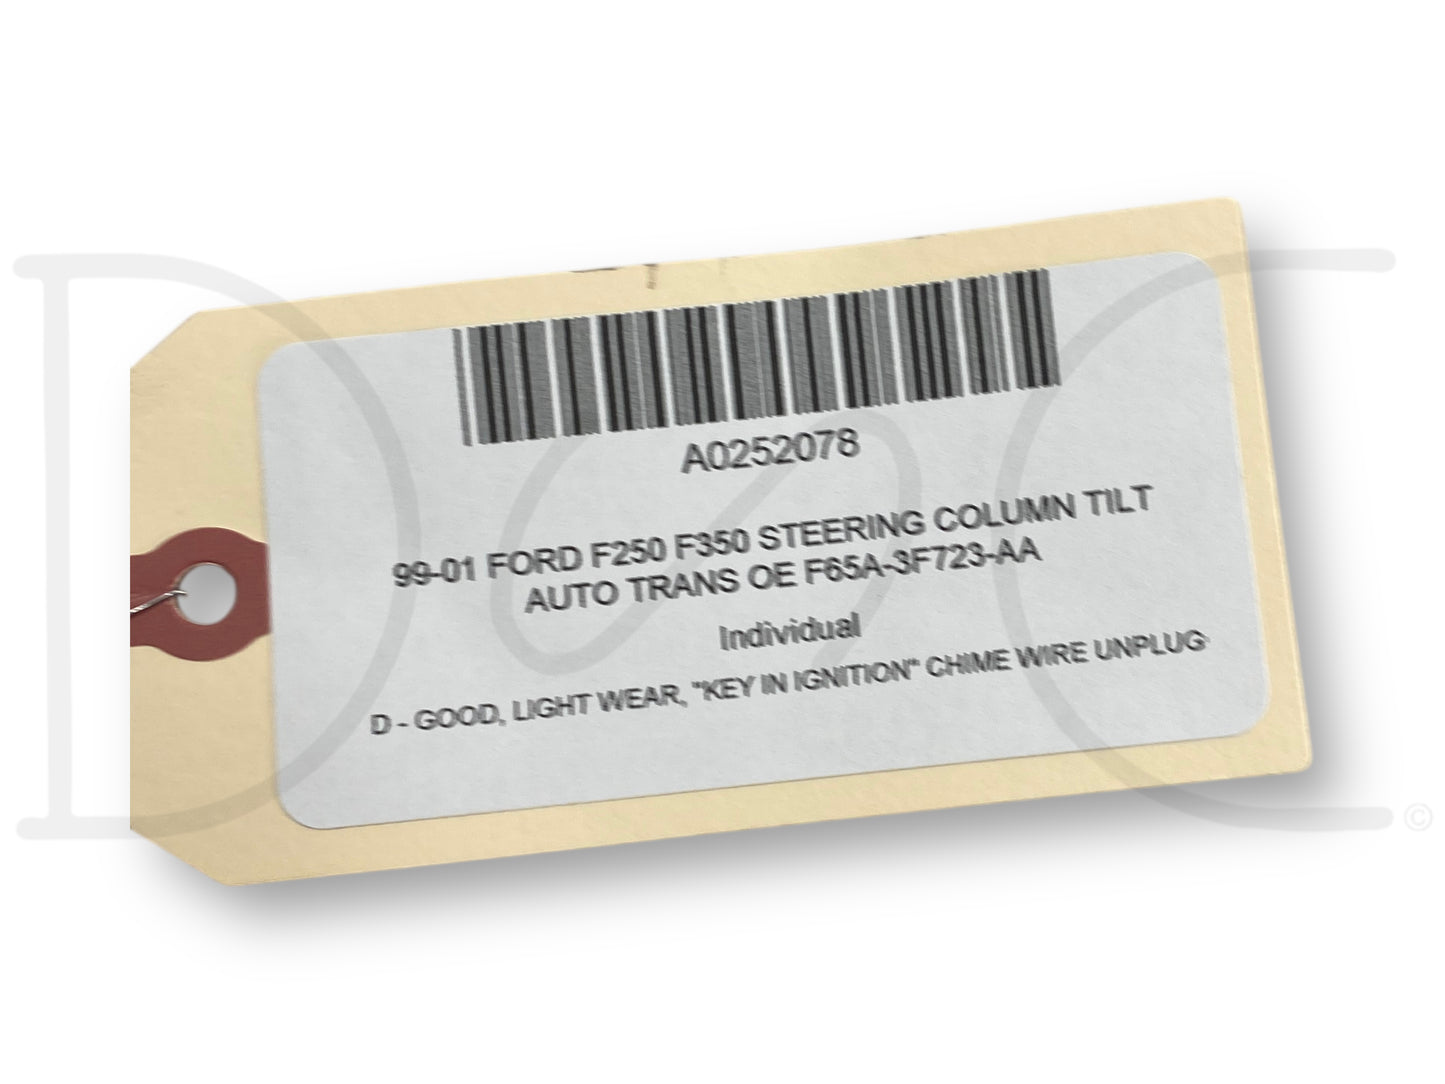 A0252078
99-01 FORD F250 F350 STEERING COLUMN TILT
AUTO TRANS OE F65A-3F723-AA
Individual
D - GOOD, LIGHT WEAR, "KEY IN IGNITION" CHIME WIRE UNPLUG
©